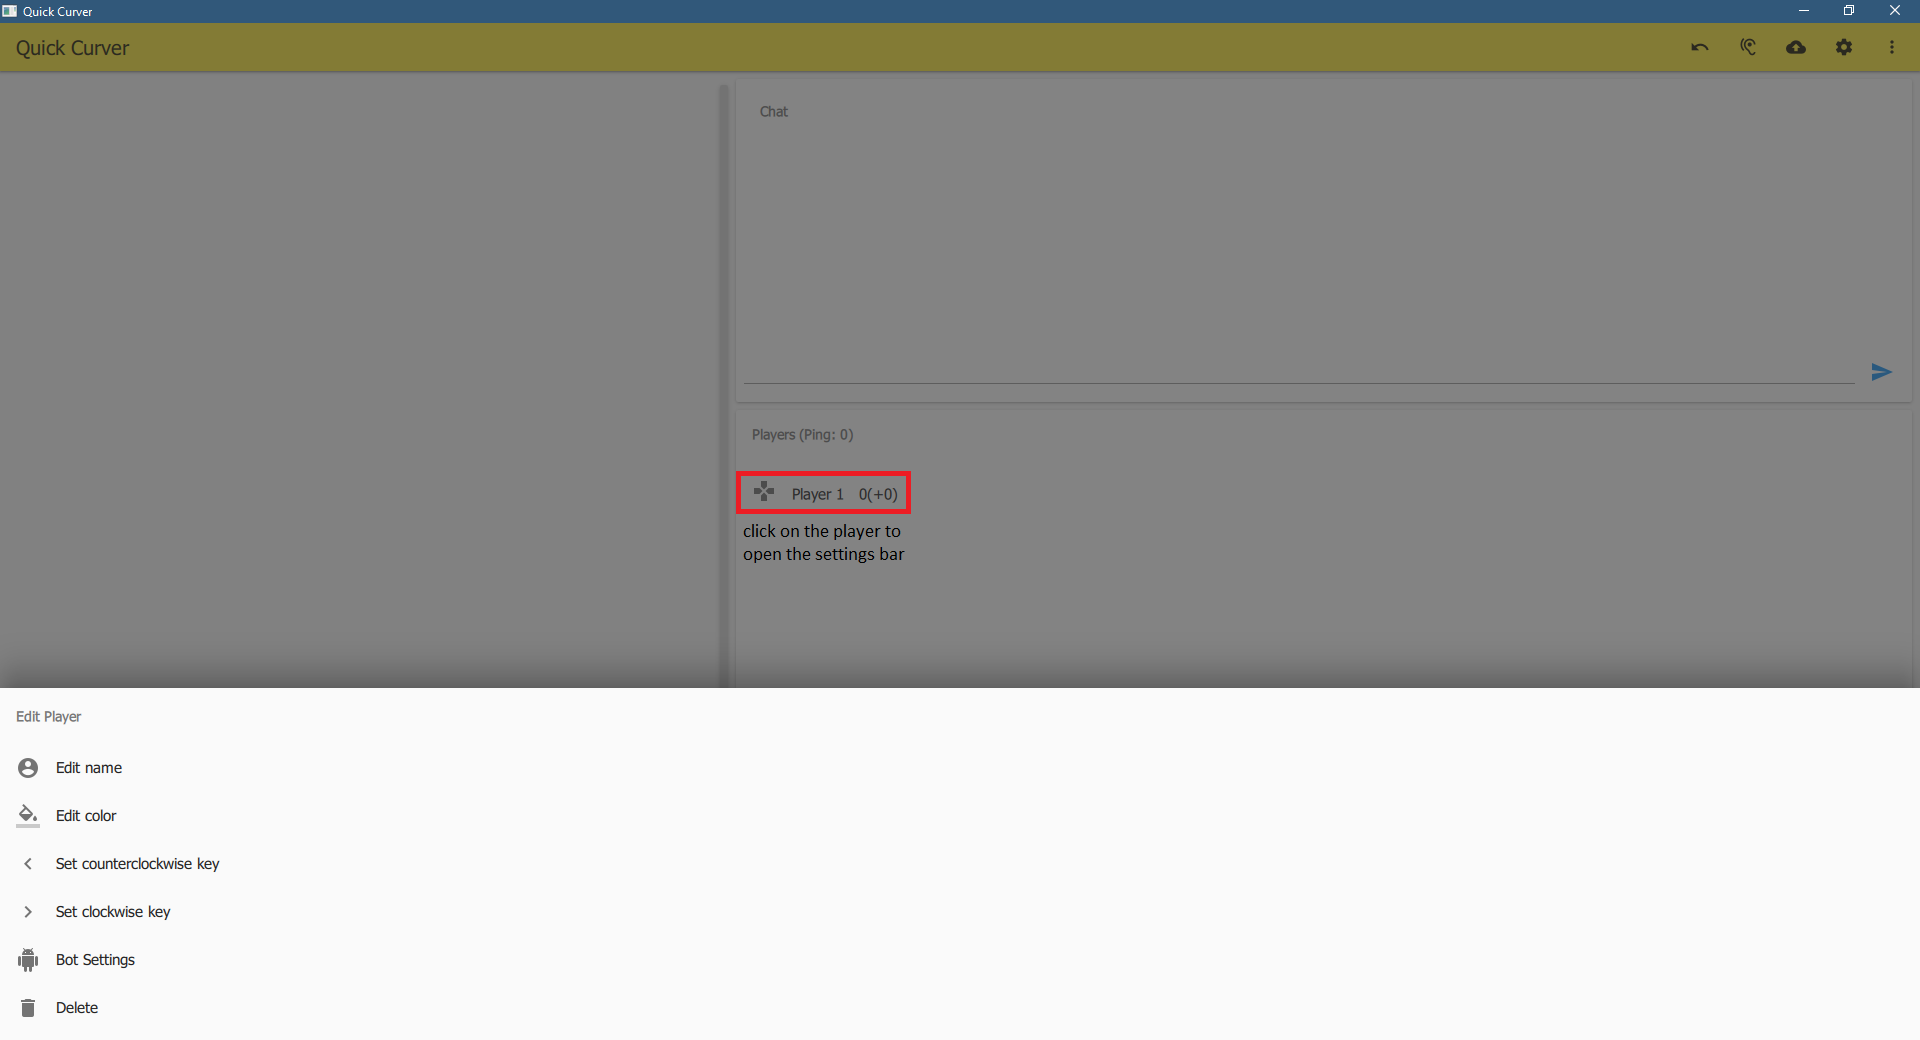 Quick Curver
Quick Curver
Chat
Players (Ping: 0)
Player 1 0(+0)
click on the player to
open the settings bar
Edit Player
Edit name
Edit color
Set counterclockwise key
Set clockwise key
Bot Settings
Delete